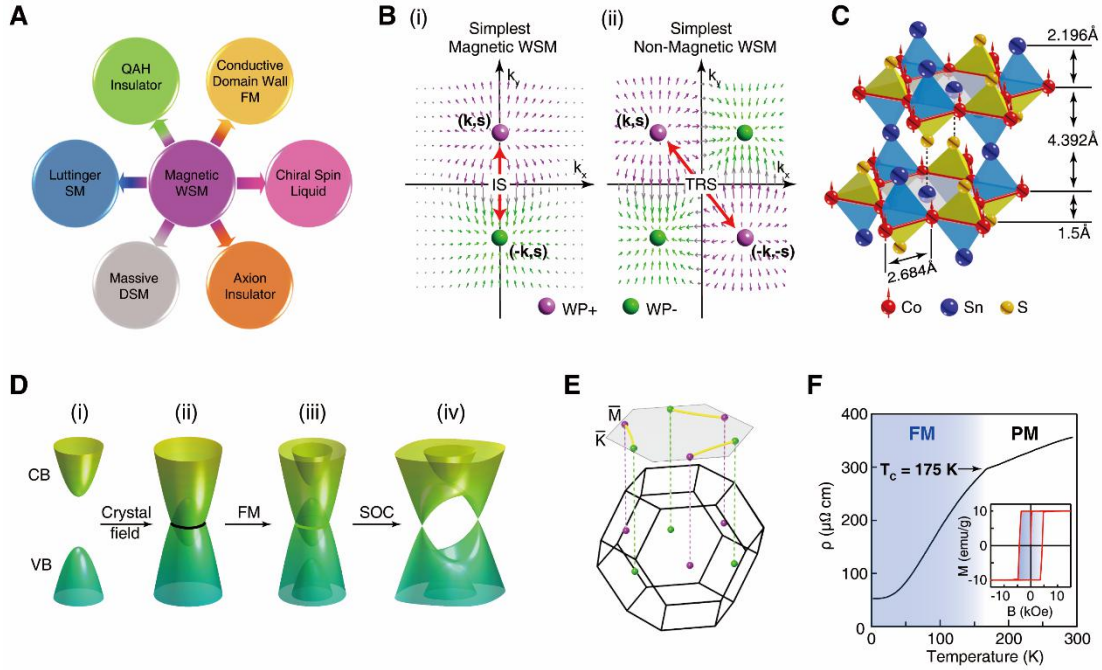 A
QAH
Insulator
Conductive
Domain Wall
FM
Luttinger
SM
Magnetic
WSM
Chiral Spin
Liquid
Massive
DSM
Axion
Insulator
B
(i)
Simplest
Magnetic WSM
k_y
(k,s)
k_x
IS
(-k,s)
(ii)
Simplest
Non-Magnetic WSM
k_y
(k,s)
k_x
TRS
(-k,-s)
WP+
WP-
C
2.196Å
4.392Å
1.5Å
2.684Å
Co
Sn
S
D
(i)
(ii)
(iii)
(iv)
CB
VB
Crystal
field
FM
SOC
E
M̅
K̅
F
400
300
200
100
0
ρ (μΩ cm)
FM
PM
T_C = 175 K
10
0
-10
M (emu/g)
-10
0
10
B (kOe)
0
100
200
300
Temperature (K)